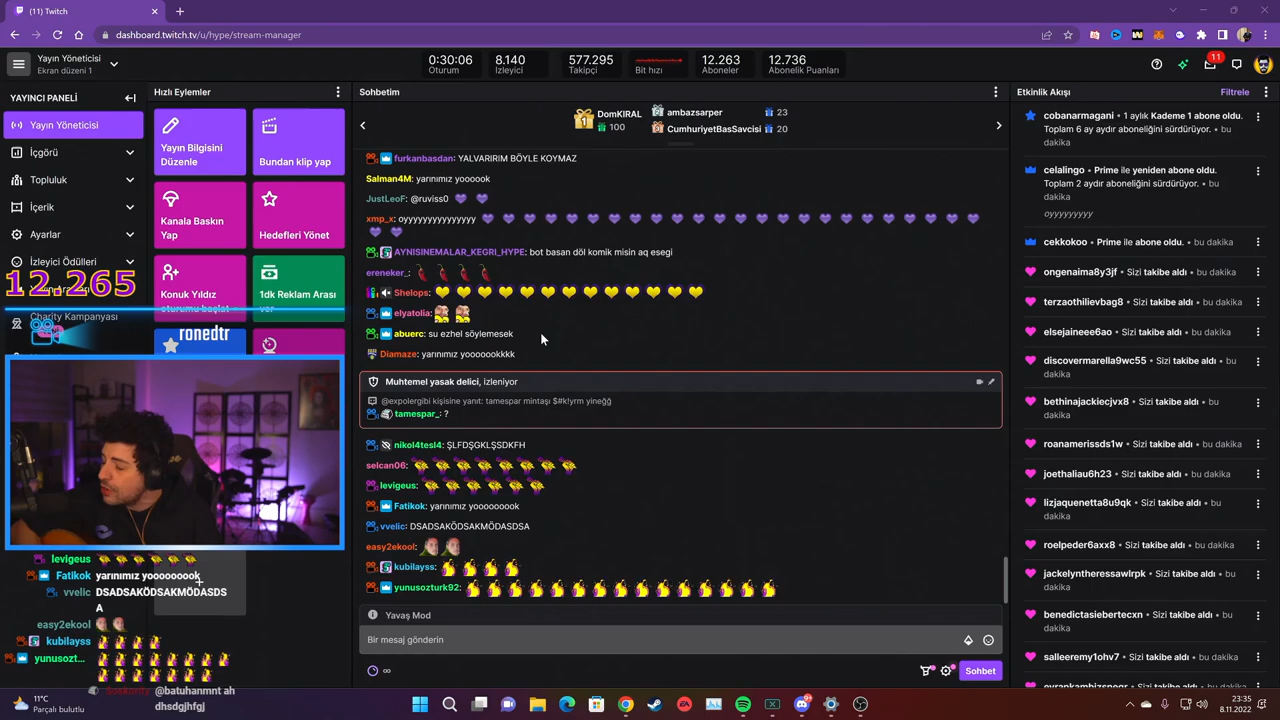 (11) Twitch
dashboard.twitch.tv/u/hype/stream-manager
Yayın Yöneticisi
Ekran düzeni 1
0:30:06
Oturum
8.140
İzleyici
577.295
Takipçi
Bit hızı
12.263
Aboneler
12.736
Abonelik Puanları
11
YAYINCI PANELİ
Yayın Yöneticisi
İçgörü
Topluluk
İçerik
Ayarlar
İzleyici Ödülleri
12.265
Charity Kampanyası
ronedtr
Hızlı Eylemler
Yayın Bilgisini
Düzenle
Bundan klip yap
Kanala Baskın
Yap
Hedefleri Yönet
Konuk Yıldız
oturumu başlat
1dk Reklam Arası
ver
levigeus
Fatikok yarınımız yooooooook
vvelic DSADSAKÖDSAKMÖDASDS
A
easy2ekool
kubilayss
yunusozt...
@batuhanmnt ah
dhsdgjhfgj
Sohbetim
1
DomKIRAL
100
ambazsarper 23
CumhuriyetBasSavcisi 20
furkanbasdan: YALVARIRIM BÖYLE KOYMAZ
Salman4M: yarınımız yoooook
JustLeoF: @ruviss0
xmp_x: oyyyyyyyyyyyyyyy
AYNISINEMALAR_KEGRI_HYPE: bot basan döl komik misin aq esegi
ereneker_:
Shelops:
elyatolia:
abuerc: su ezhel söylemesek
Diamaze: yarınımız yooooookkkk
Muhtemel yasak delici, izleniyor
@expolergibi kişisine yanıt: tamespar mintaşı $#k!yrm yineğğ
tamespar_: ?
nikol4tesl4: ŞLFDŞGKLŞSDKFH
selcan06:
levigeus:
Fatikok: yarınımız yooooooook
vvelic: DSADSAKÖDSAKMÖDASDSA
easy2ekool:
kubilayss:
yunusozturk92:
Yavaş Mod
Bir mesaj gönderin
∞
Sohbet
Etkinlik Akışı
Filtrele
cobanarmagani • 1 aylık Kademe 1 abone oldu.
Toplam 6 ay aydır aboneliğini sürdürüyor. • bu
dakika
celalingo • Prime ile yeniden abone oldu.
Toplam 2 aydır aboneliğini sürdürüyor. • bu
dakika
oyyyyyyyyy
cekkokoo • Prime ile abone oldu. • bu dakika
ongenaima8y3jf • Sizi takibe aldı • bu dakika
terzaothilievbag8 • Sizi takibe aldı • bu
dakika
elsejaineee6ao • Sizi takibe aldı • bu dakika
discovermarella9wc55 • Sizi takibe aldı • bu
dakika
bethinajackiecjvx8 • Sizi takibe aldı • bu
dakika
roanamerissds1w • Sizi takibe aldı • bu dakika
joethaliau6h23 • Sizi takibe aldı • bu dakika
lizjaquenetta8u9qk • Sizi takibe aldı • bu
dakika
roelpeder6axx8 • Sizi takibe aldı • bu dakika
jackelyntheressawlrpk • Sizi takibe aldı • bu
dakika
benedictasiebertecxn • Sizi takibe aldı • bu
dakika
salleeremy1ohv7 • Sizi takibe aldı • bu dakika
11°C
Parçalı bulutlu
23:35
8.11.2022